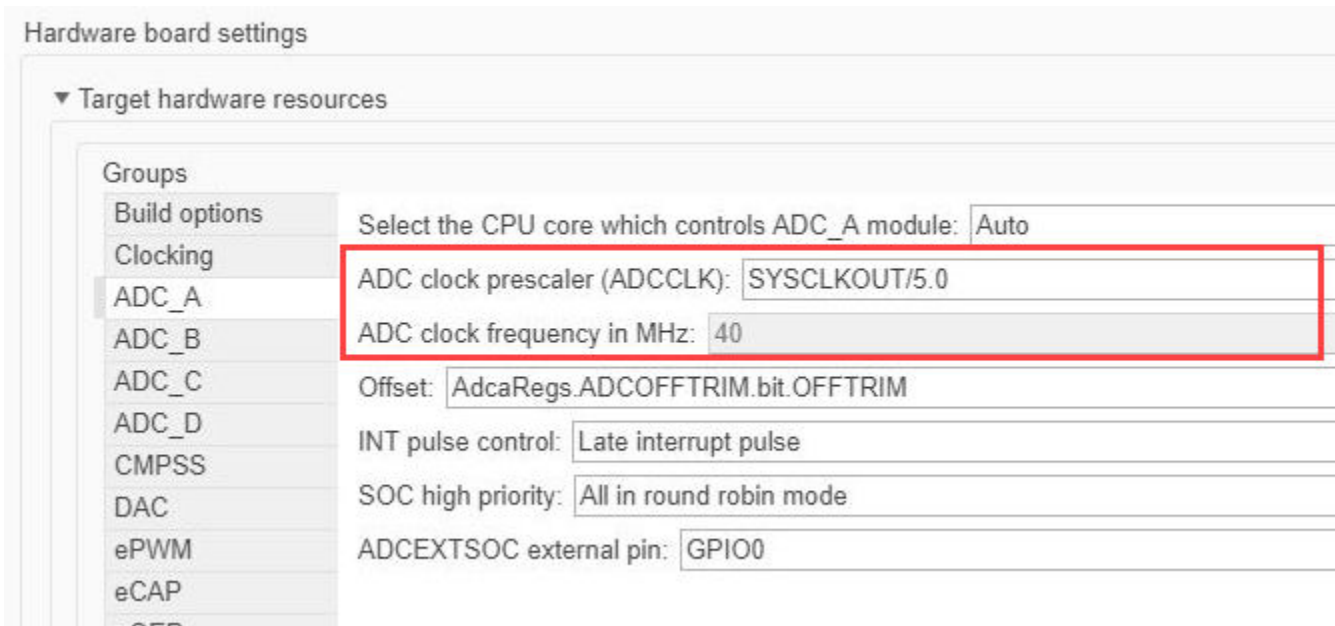 Hardware board settings
▼ Target hardware resources
Groups
Build options
Clocking
ADC_A
ADC_B
ADC_C
ADC_D
CMPSS
DAC
ePWM
eCAP
Select the CPU core which controls ADC_A module: Auto
ADC clock prescaler (ADCCLK): SYSCLKOUT/5.0
ADC clock frequency in MHz: 40
Offset: AdcaRegs.ADCOFFTRIM.bit.OFFTRIM
INT pulse control: Late interrupt pulse
SOC high priority: All in round robin mode
ADCEXTSOC external pin: GPIO0